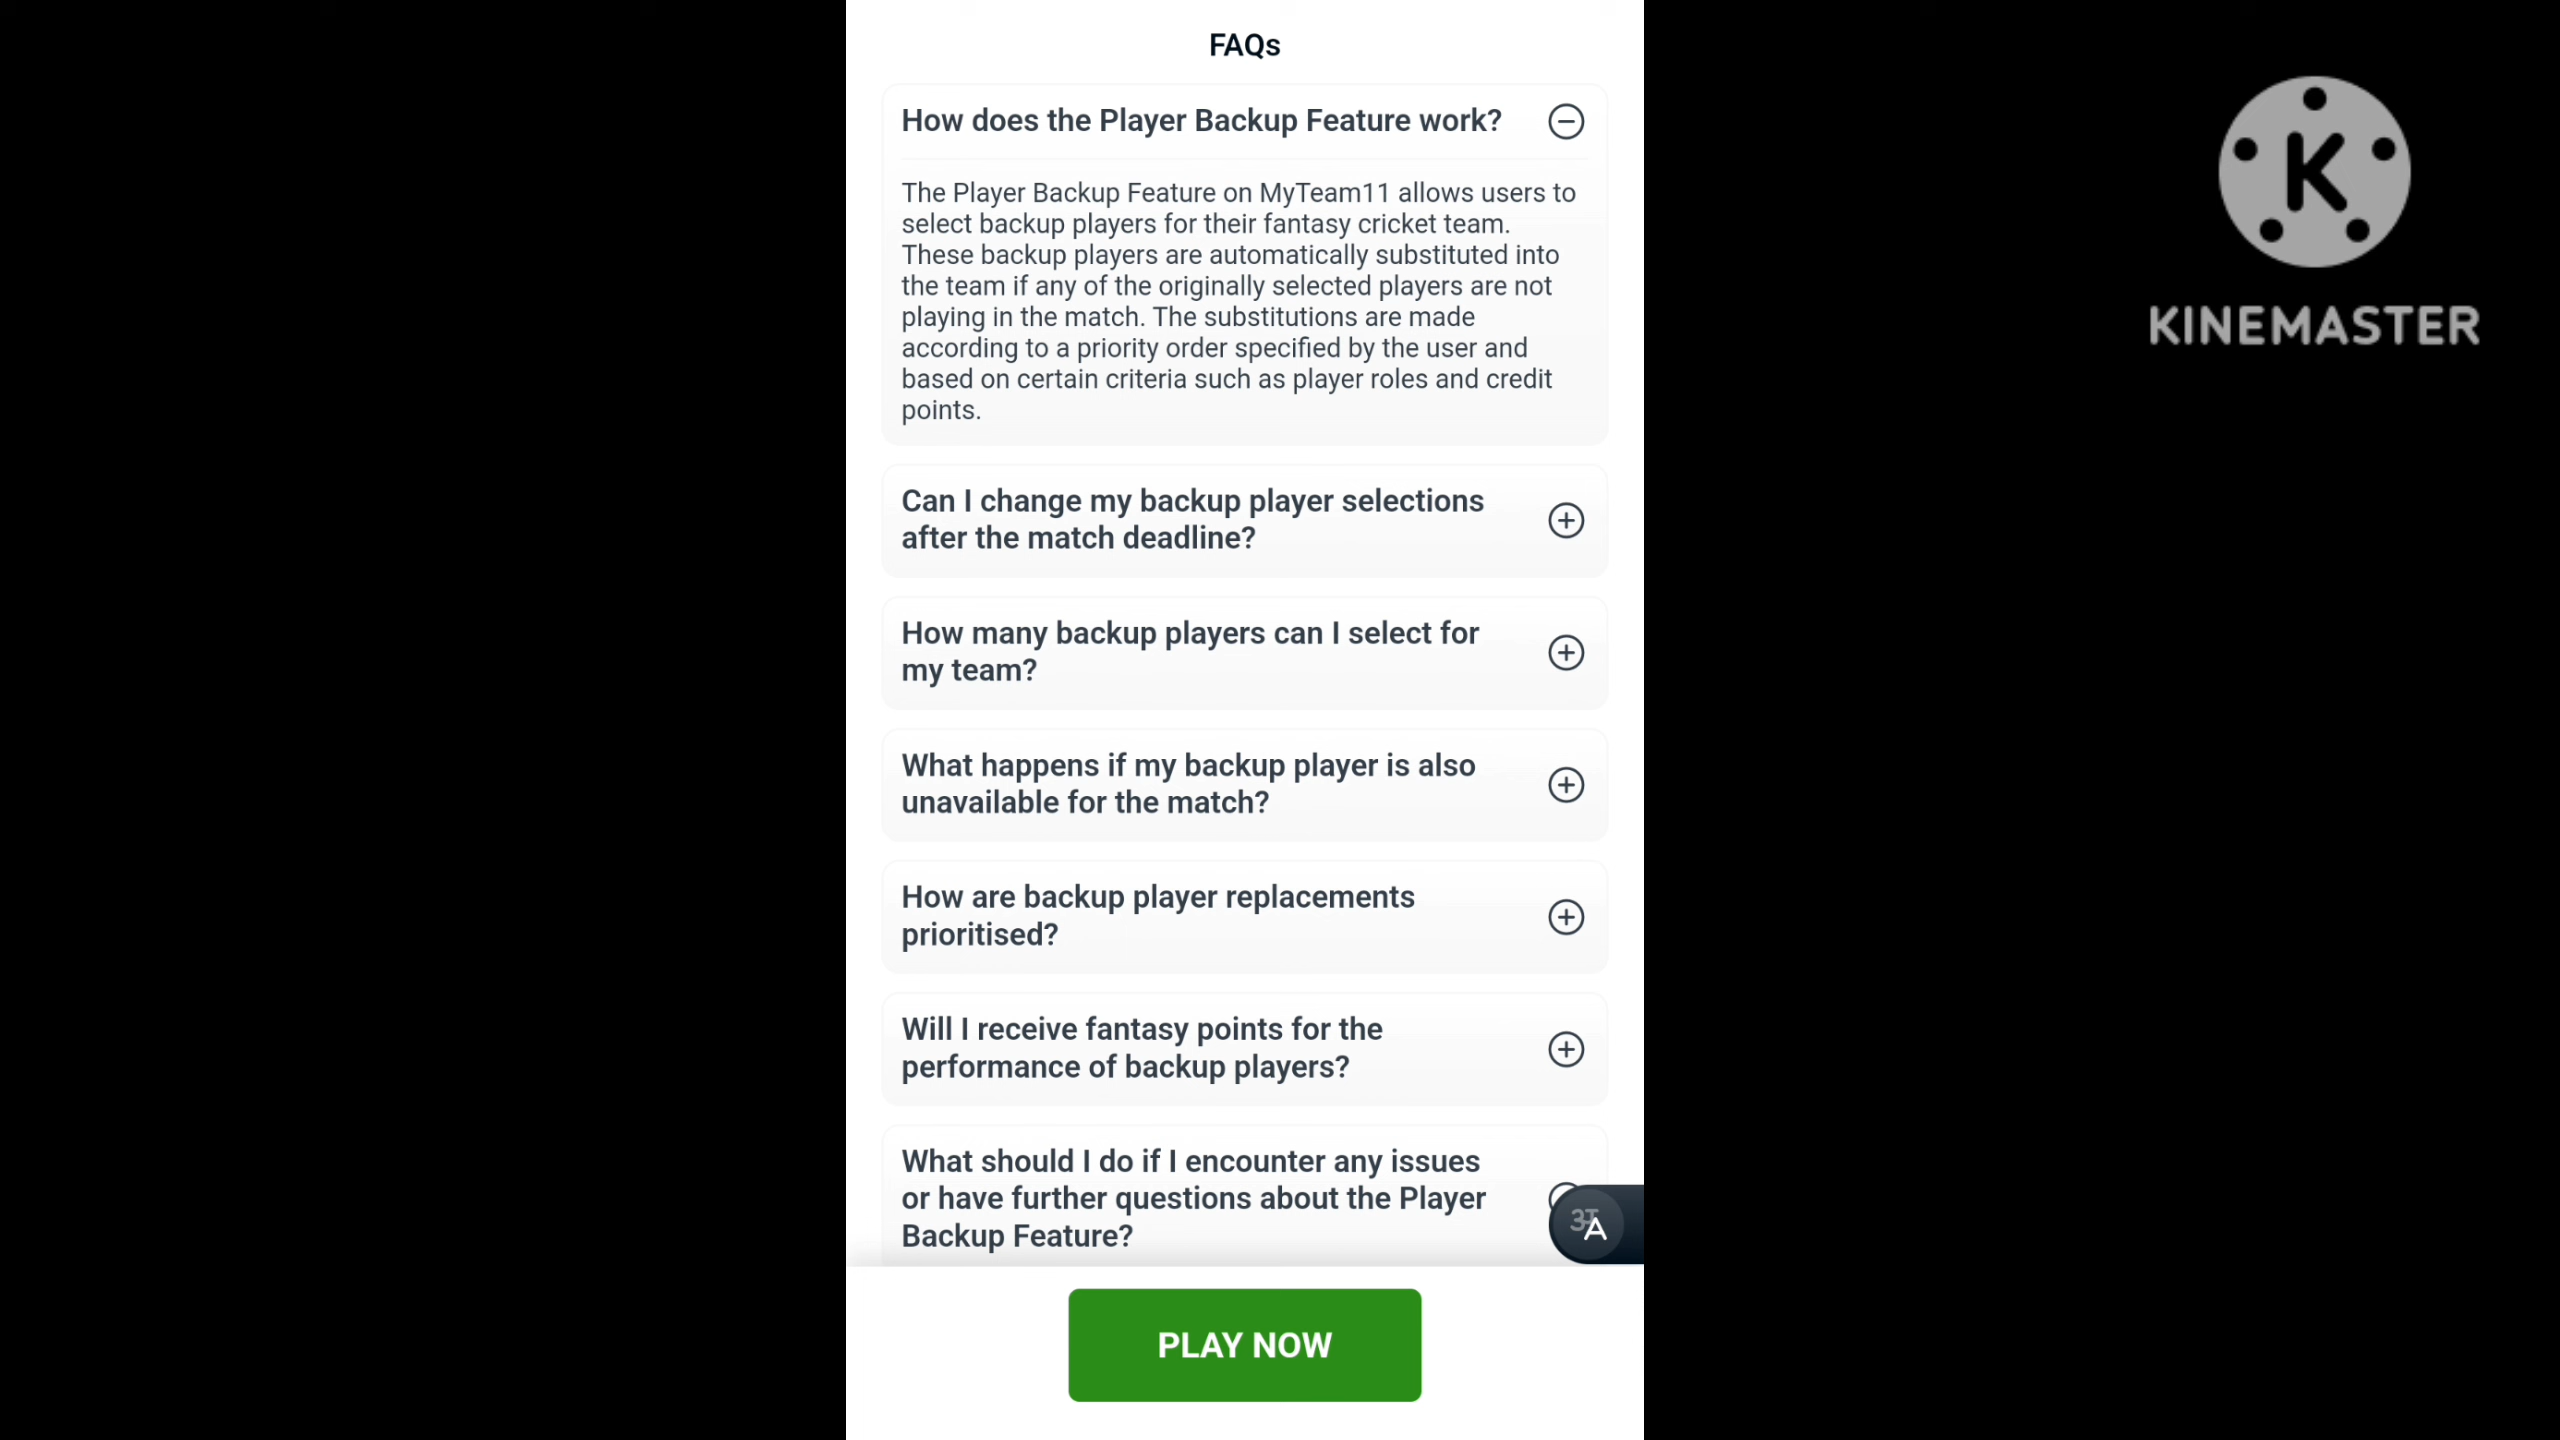 FAQs
How does the Player Backup Feature work?
The Player Backup Feature on MyTeam11 allows users to
select backup players for their fantasy cricket team.
These backup players are automatically substituted into
the team if any of the originally selected players are not
playing in the match. The substitutions are made
according to a priority order specified by the user and
based on certain criteria such as player roles and credit
points.
Can I change my backup player selections
after the match deadline?
How many backup players can I select for
my team?
What happens if my backup player is also
unavailable for the match?
How are backup player replacements
prioritised?
Will I receive fantasy points for the
performance of backup players?
What should I do if I encounter any issues
or have further questions about the Player
Backup Feature?
अA
PLAY NOW
K
KINEMASTER